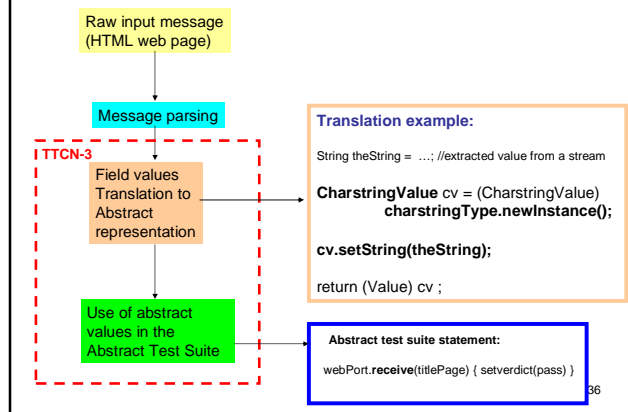 Raw input message
(HTML web page)
Message parsing
TTCN-3
Field values
Translation to
Abstract
representation
Use of abstract
values in the
Abstract Test Suite
Translation example:
String theString = …; //extracted value from a stream
CharstringValue cv = (CharstringValue)
charstringType.newInstance();
cv.setString(theString);
return (Value) cv ;
Abstract test suite statement:
webPort.receive(titlePage) { setverdict(pass) }
36